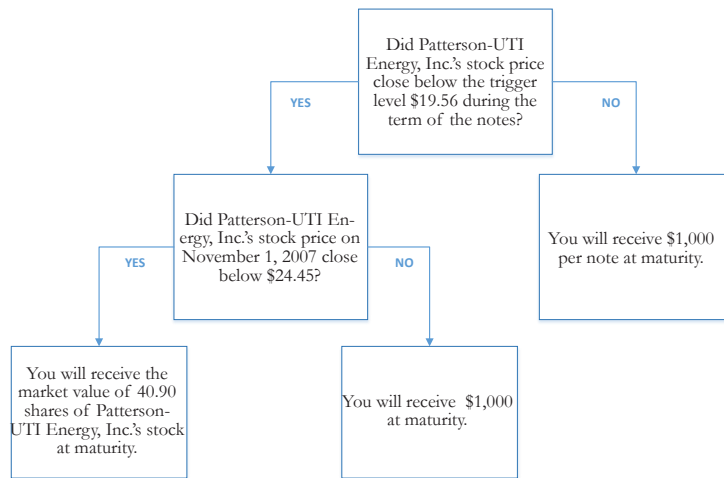 Did Patterson-UTI
Energy, Inc.'s stock price
close below the trigger
level $19.56 during the
term of the notes?
YES
NO
Did Patterson-UTI En-
ergy, Inc.'s stock price on
November 1, 2007 close
below $24.45?
You will receive $1,000
per note at maturity.
YES
NO
You will receive the
market value of 40.90
shares of Patterson-
UTI Energy, Inc.'s stock
at maturity.
You will receive $1,000
at maturity.